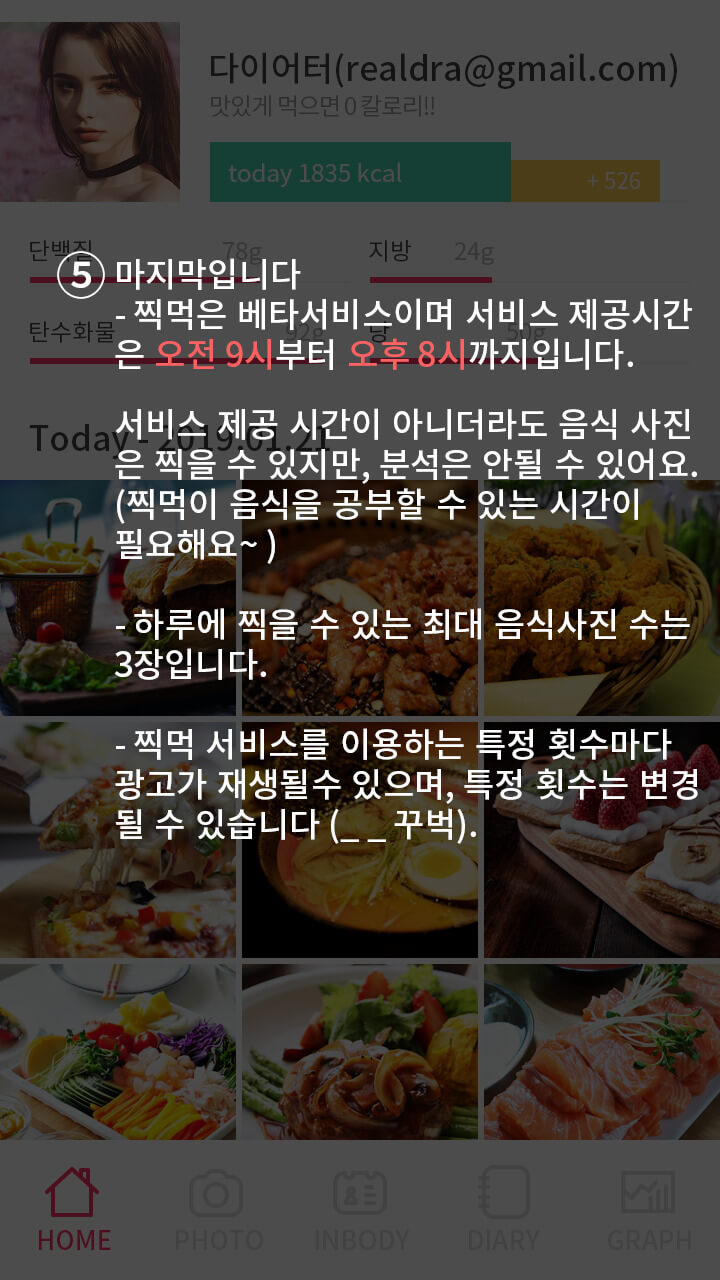 다이어터(realdra@gmail.com)
맛있게 먹으면 0 칼로리!!
today 1835 kcal
+ 526
단백질 78g
지방 24g
탄수화물 92g
당 50g
Today - 2019.01.21
5 마지막입니다
- 찍먹은 베타서비스이며 서비스 제공시간
은 오전 9시부터 오후 8시까지입니다.
서비스 제공 시간이 아니더라도 음식 사진
은 찍을 수 있지만, 분석은 안될 수 있어요.
(찍먹이 음식을 공부할 수 있는 시간이
필요해요~ )
- 하루에 찍을 수 있는 최대 음식사진 수는
3장입니다.
- 찍먹 서비스를 이용하는 특정 횟수마다
광고가 재생될수 있으며, 특정 횟수는 변경
될 수 있습니다 (_ _ 꾸벅).
HOME
PHOTO
INBODY
DIARY
GRAPH